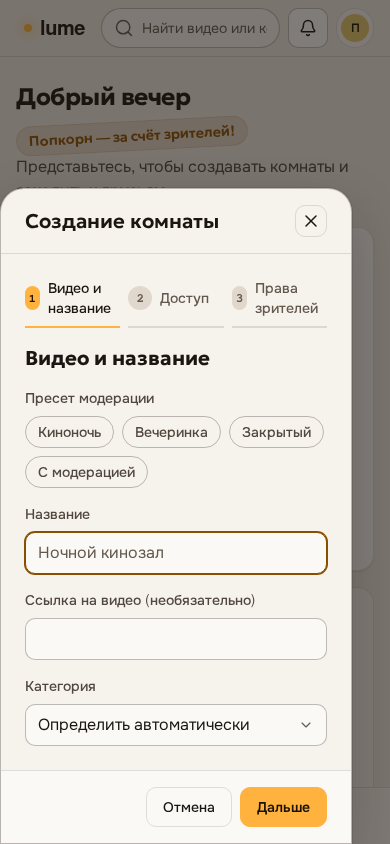 lume
Найти видео или к
П
Добрый вечер
Попкорн — за счёт зрителей!
Представьтесь, чтобы создавать комнаты и
Создание комнаты
1 Видео и название
2 Доступ
3 Права зрителей
Видео и название
Пресет модерации
Киноночь Вечеринка Закрытый
С модерацией
Название
Ночной кинозал
Ссылка на видео (необязательно)
Категория
Определить автоматически
Отмена Дальше